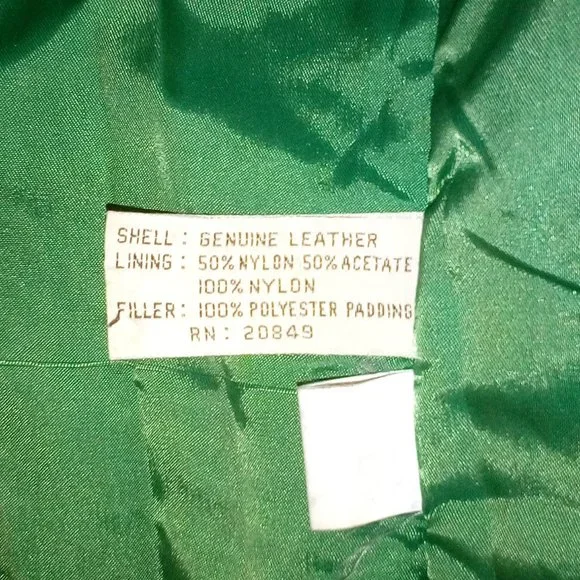 SHELL: GENUINE LEATHER
LINING: 50% NYLON 50% ACETATE
100% NYLON
FILLER: 100% POLYESTER PADDING
RN: 20849